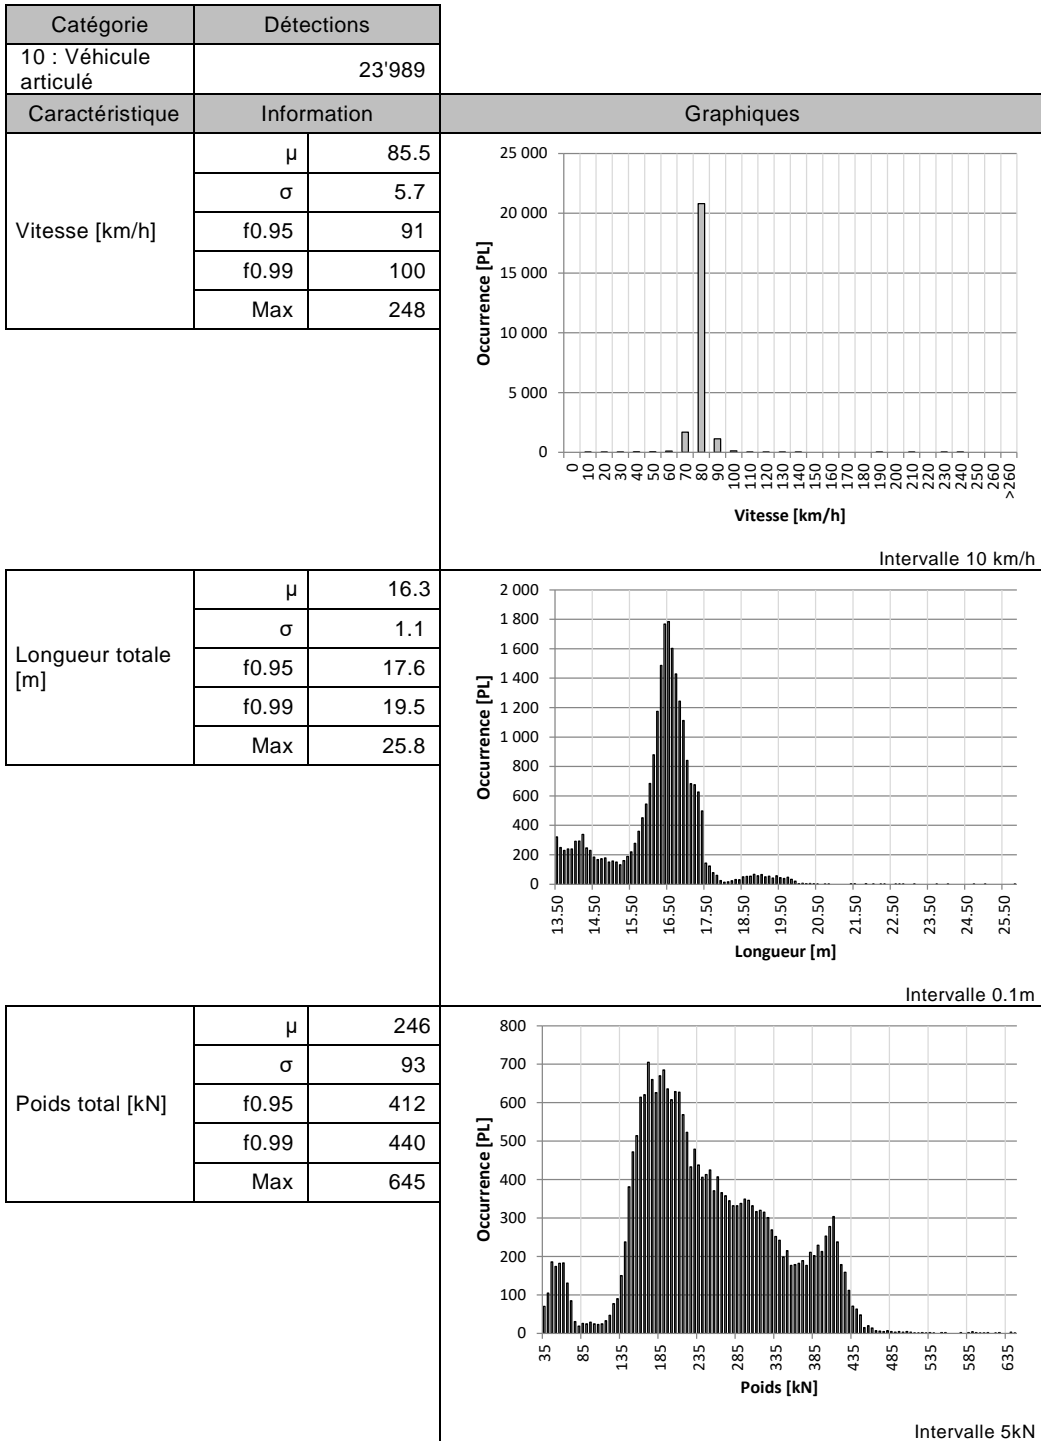 Catégorie Détections
10 : Véhicule articulé 23'989
Caractéristique Information Graphiques
Vitesse [km/h]
µ 85.5
σ 5.7
f0.95 91
f0.99 100
Max 248
25 000
20 000
15 000
10 000
5 000
0
Occurrence [PL]
0 10 20 30 40 50 60 70 80 90 100 110 120 130 140 150 160 170 180 190 200 210 220 230 240 250 260 >260
Vitesse [km/h]
Intervalle 10 km/h
Longueur totale [m]
µ 16.3
σ 1.1
f0.95 17.6
f0.99 19.5
Max 25.8
2 000
1 800
1 600
1 400
1 200
1 000
800
600
400
200
0
Occurrence [PL]
13.50 14.50 15.50 16.50 17.50 18.50 19.50 20.50 21.50 22.50 23.50 24.50 25.50
Longueur [m]
Intervalle 0.1m
Poids total [kN]
µ 246
σ 93
f0.95 412
f0.99 440
Max 645
800
700
600
500
400
300
200
100
0
Occurrence [PL]
35 85 135 185 235 285 335 385 435 485 535 585 635
Poids [kN]
Intervalle 5kN